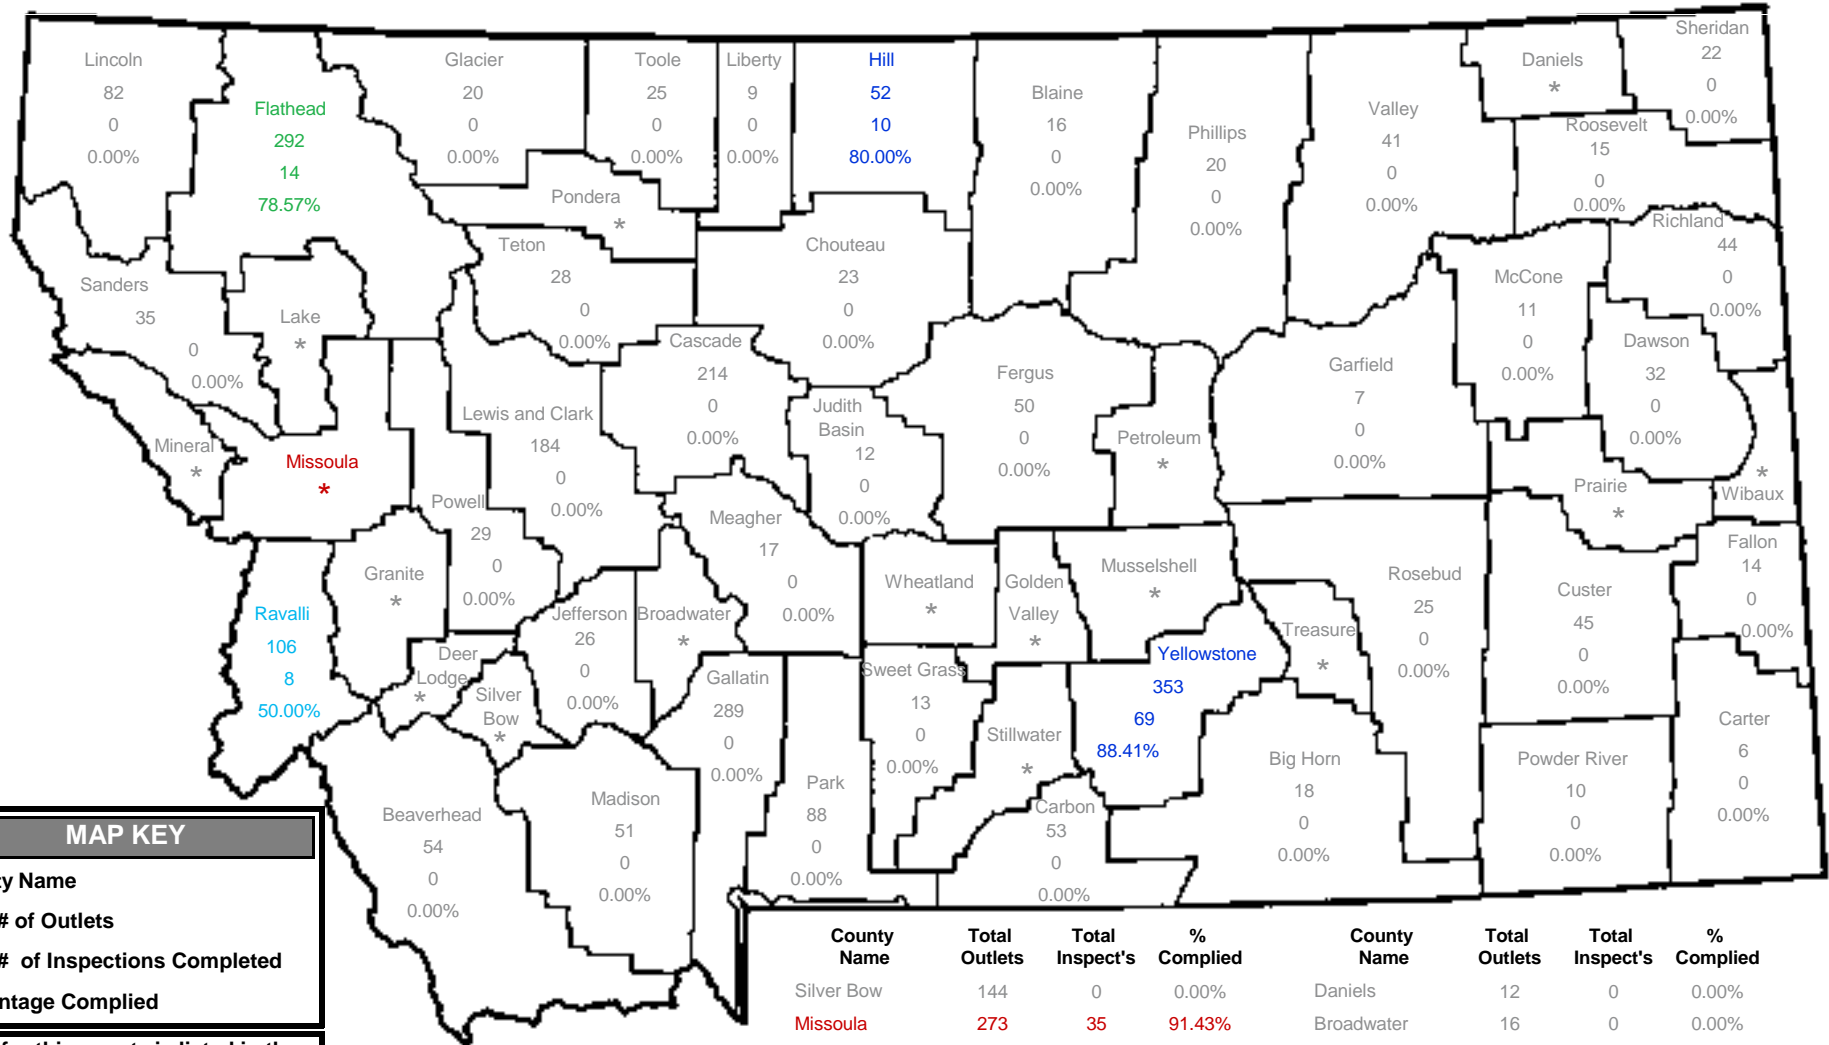 Lincoln
82
0
0.00%
Flathead
292
14
78.57%
Glacier
20
0
0.00%
Toole
25
0
0.00%
Liberty
9
0
0.00%
Hill
52
10
80.00%
Blaine
16
0
0.00%
Phillips
20
0
0.00%
Valley
41
0
0.00%
Daniels
*
Sheridan
22
0
0.00%
Roosevelt
15
0
0.00%
Pondera
*
Teton
28
0
0.00%
Chouteau
23
0
0.00%
Richland
44
0
0.00%
McCone
11
0
0.00%
Dawson
32
0
0.00%
Sanders
35
0
0.00%
Lake
*
Cascade
214
0
0.00%
Fergus
50
0
0.00%
Garfield
7
0
0.00%
Judith
Basin
12
0
0.00%
Lewis and Clark
184
0
0.00%
Petroleum
*
Mineral
*
Missoula
*
Powell
29
0
0.00%
Meagher
17
0
0.00%
Prairie
*
*
Wibaux
Fallon
14
0
0.00%
Granite
*
Wheatland
*
Golden
Valley
*
Musselshell
*
Rosebud
25
0
0.00%
Custer
45
0
0.00%
Ravalli
106
8
50.00%
Jefferson
26
0
0.00%
Broadwater
*
Treasure
*
Deer
Lodge
*
Silver
Bow
*
Gallatin
289
0
0.00%
Sweet Grass
13
0
0.00%
Yellowstone
353
69
88.41%
Stillwater
*
Carter
6
0
0.00%
Big Horn
18
0
0.00%
Powder River
10
0
0.00%
Park
88
0
0.00%
Carbon
53
0
0.00%
Madison
51
0
0.00%
Beaverhead
54
0
0.00%
MAP KEY
ty Name
# of Outlets
# of Inspections Completed
ntage Complied
County Total Total % County Total Total %
Name Outlets Inspect's Complied Name Outlets Inspect's Complied
Silver Bow 144 0 0.00% Daniels 12 0 0.00%
Missoula 273 35 91.43% Broadwater 16 0 0.00%